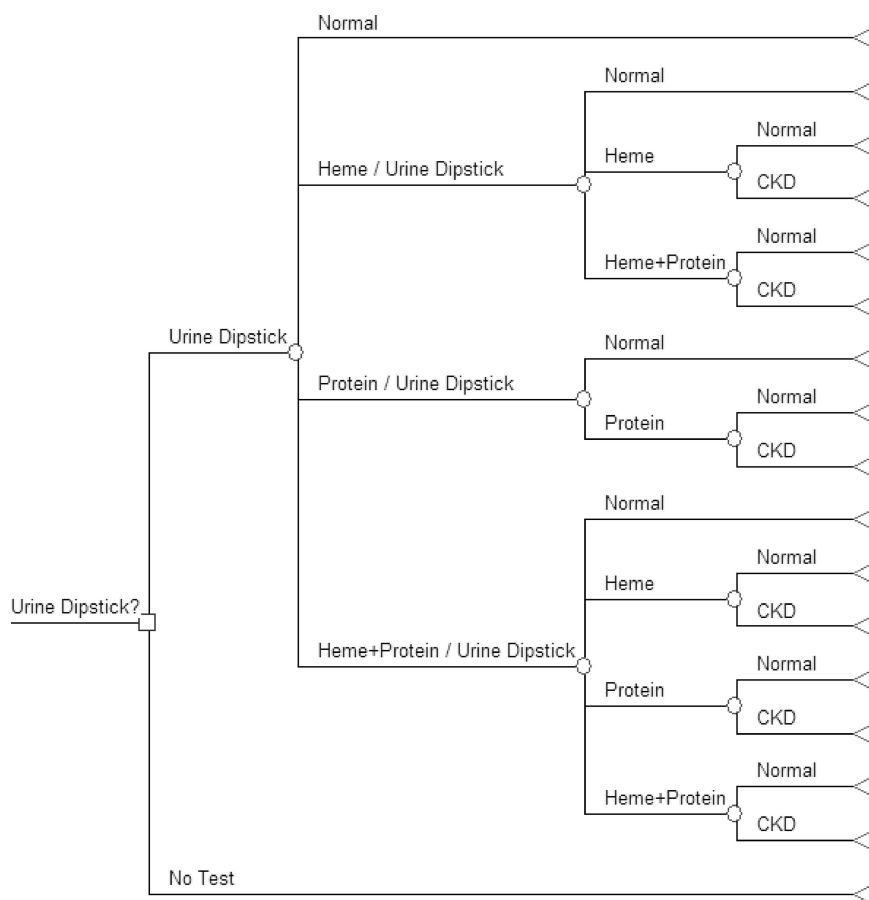 Normal
Normal
Normal
Heme
CKD
Heme / Urine Dipstick
Normal
Heme+Protein
CKD
Urine Dipstick
Normal
Protein / Urine Dipstick
Normal
Protein
CKD
Normal
Normal
Heme
CKD
Urine Dipstick?
Heme+Protein / Urine Dipstick
Normal
Protein
CKD
Normal
Heme+Protein
CKD
No Test